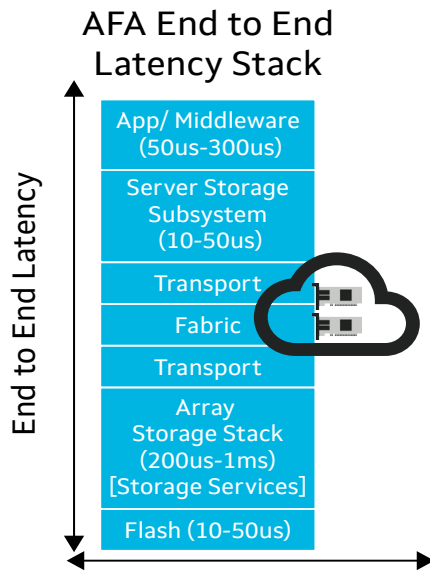 AFA End to End
Latency Stack
End to End Latency
App/ Middleware
(50us-300us)
Server Storage
Subsystem
(10-50us)
Transport
Fabric
Transport
Array
Storage Stack
(200us-1ms)
[Storage Services]
Flash (10-50us)